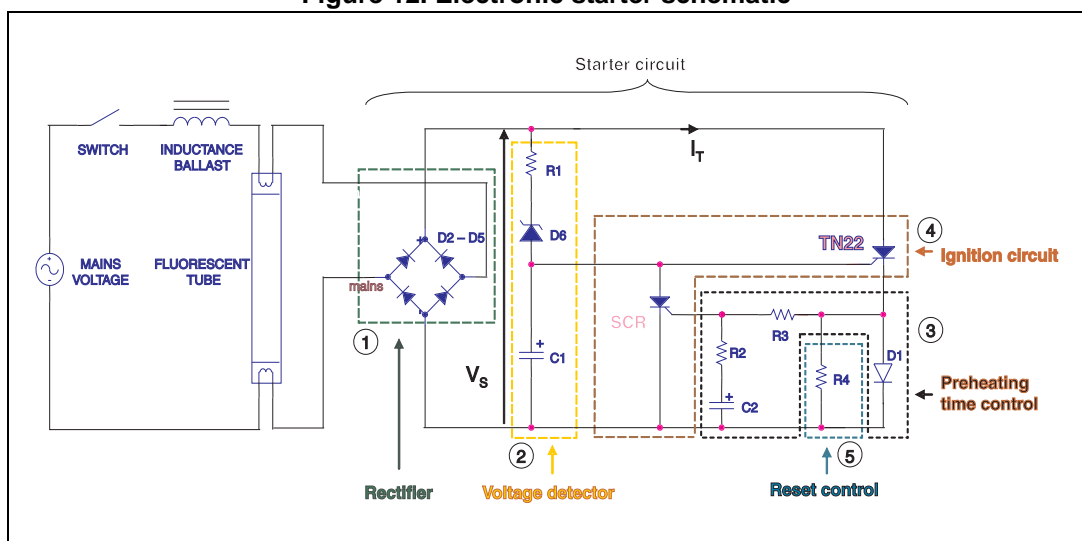 Figure 12. Electronic starter schematic
Starter circuit
SWITCH
INDUCTANCE
BALLAST
I_T
R1
D6
D2 – D5
+
TN22
4
Ignition circuit
MAINS
VOLTAGE
FLUORESCENT
TUBE
mains
SCR
-
1
V_S
+
C1
R3
R2
+
C2
R4
D1
3
Preheating
time control
2
5
Rectifier
Voltage detector
Reset control